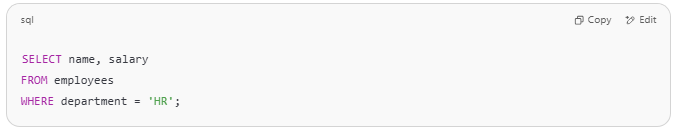 sql Copy Edit
SELECT name, salary
FROM employees
WHERE department = 'HR';